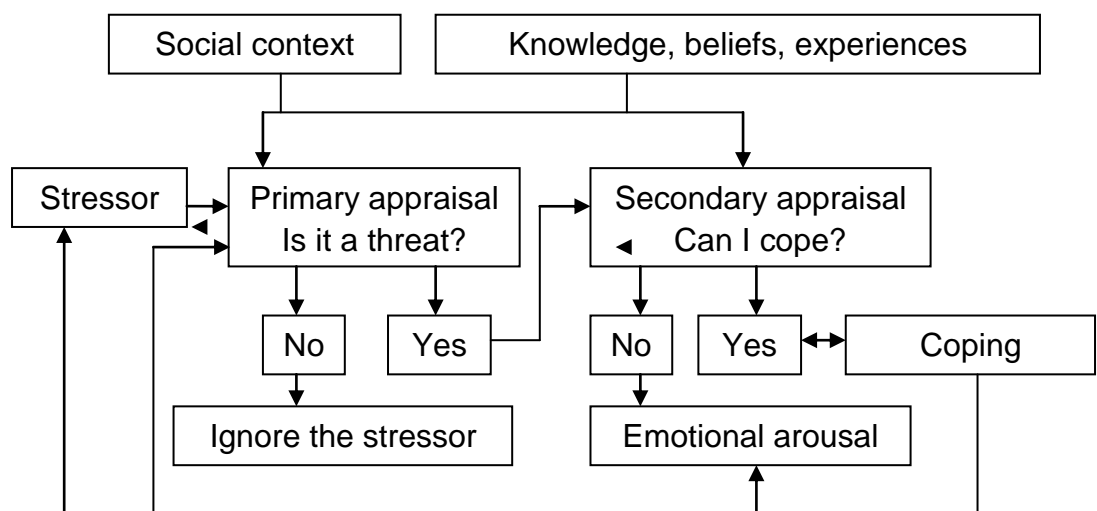 Social context
Knowledge, beliefs, experiences
Stressor
Primary appraisal
Is it a threat?
Secondary appraisal
Can I cope?
No
Yes
No
Yes
Coping
Ignore the stressor
Emotional arousal